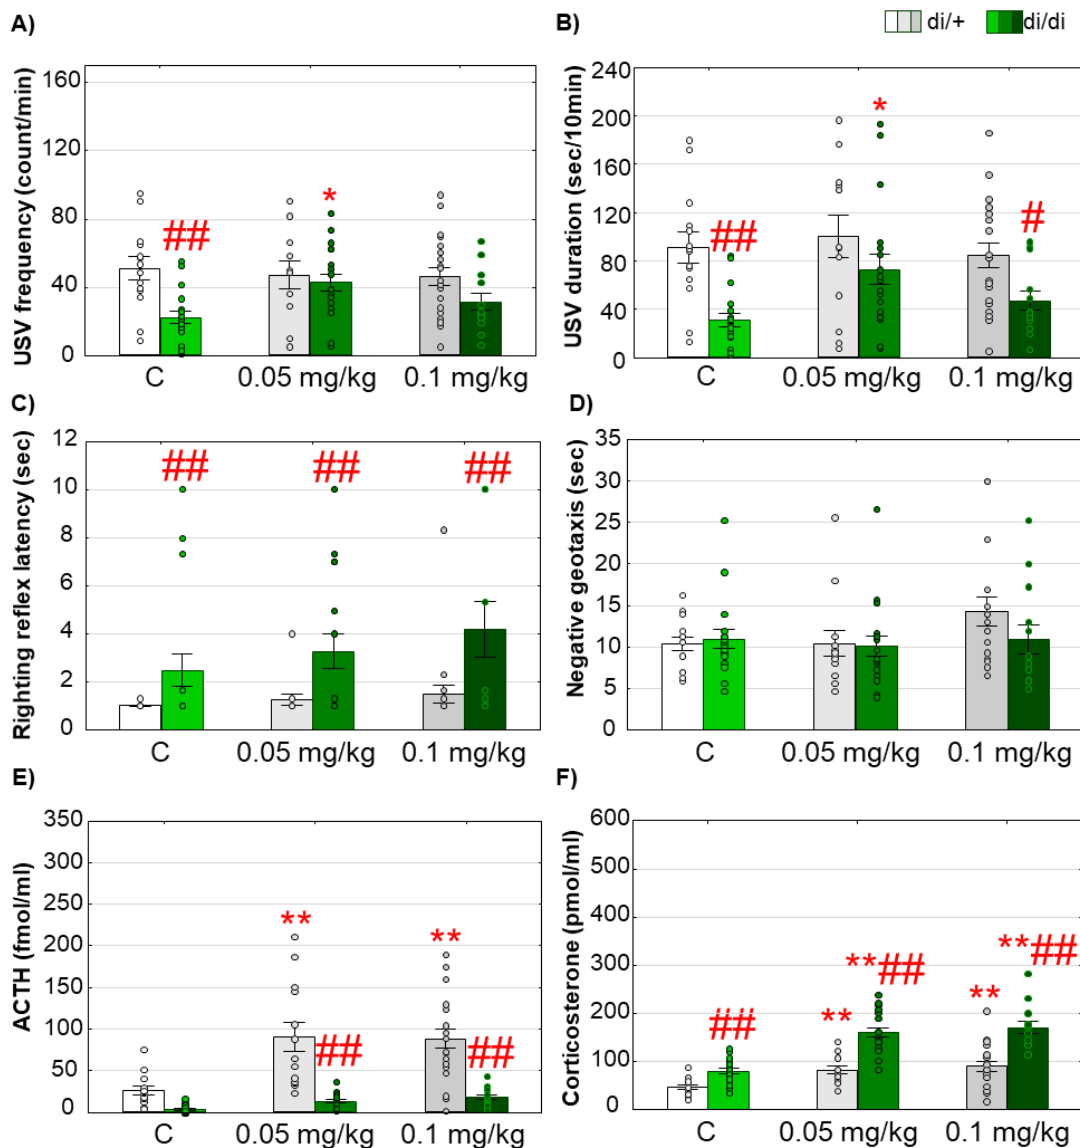 A)
B)
di/+ di/di
USV frequency (count/min)
160
120
80
40
0
##
*
C 0.05 mg/kg 0.1 mg/kg
USV duration (sec/10min)
240
200
160
120
80
40
0
##
*
#
C 0.05 mg/kg 0.1 mg/kg
C)
Righting reflex latency (sec)
12
10
8
6
4
2
0
## ## ##
C 0.05 mg/kg 0.1 mg/kg
D)
Negative geotaxis (sec)
35
30
25
20
15
10
5
0
C 0.05 mg/kg 0.1 mg/kg
E)
ACTH (fmol/ml)
350
300
250
200
150
100
50
0
** **
## ##
C 0.05 mg/kg 0.1 mg/kg
F)
Corticosterone (pmol/ml)
600
500
400
300
200
100
0
##
**
**##
**
**##
C 0.05 mg/kg 0.1 mg/kg